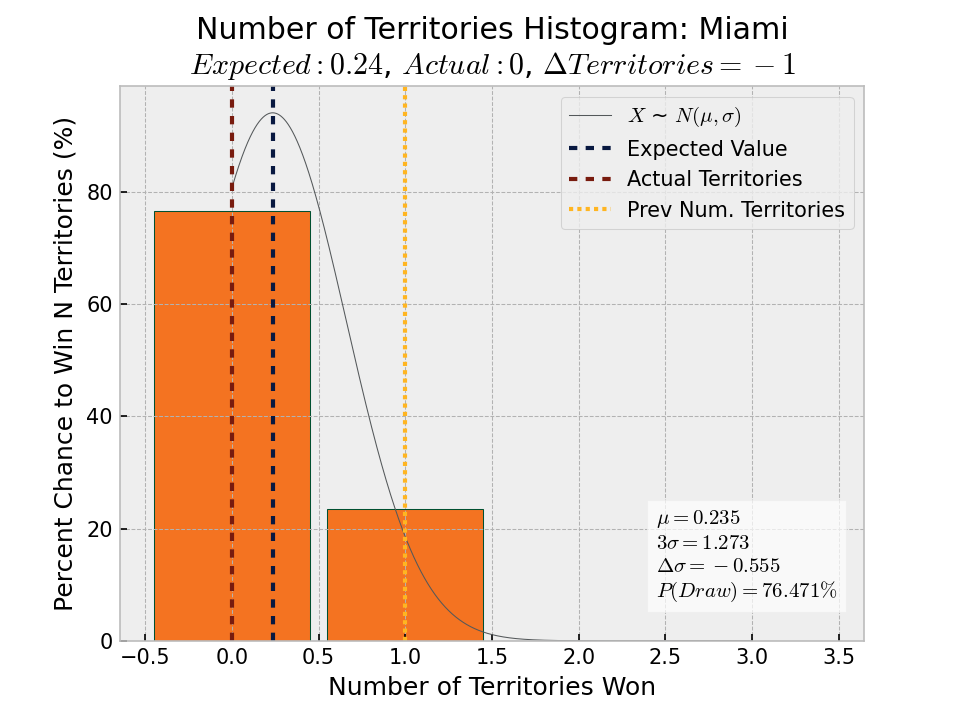 Number of Territories Histogram: Miami
Expected : 0.24, Actual : 0, ΔTerritories = −1
X ~ N(μ, σ)
Expected Value
Actual Territories
Prev Num. Territories
Percent Chance to Win N Territories (%)
80
60
40
20
0
μ = 0.235
3σ = 1.273
Δσ = −0.555
P(Draw) = 76.471%
−0.5 0.0 0.5 1.0 1.5 2.0 2.5 3.0 3.5
Number of Territories Won